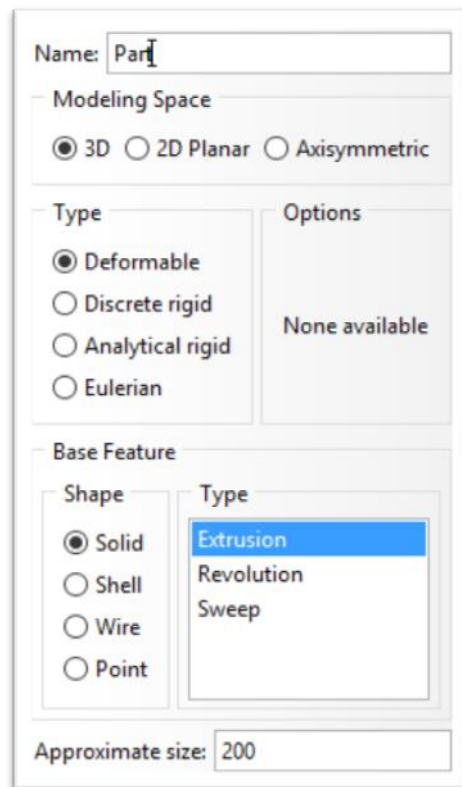 Name: Part
Modeling Space
3D 2D Planar Axisymmetric
Type
Deformable
Discrete rigid
Analytical rigid
Eulerian
Options
None available
Base Feature
Shape
Solid
Shell
Wire
Point
Type
Extrusion
Revolution
Sweep
Approximate size: 200